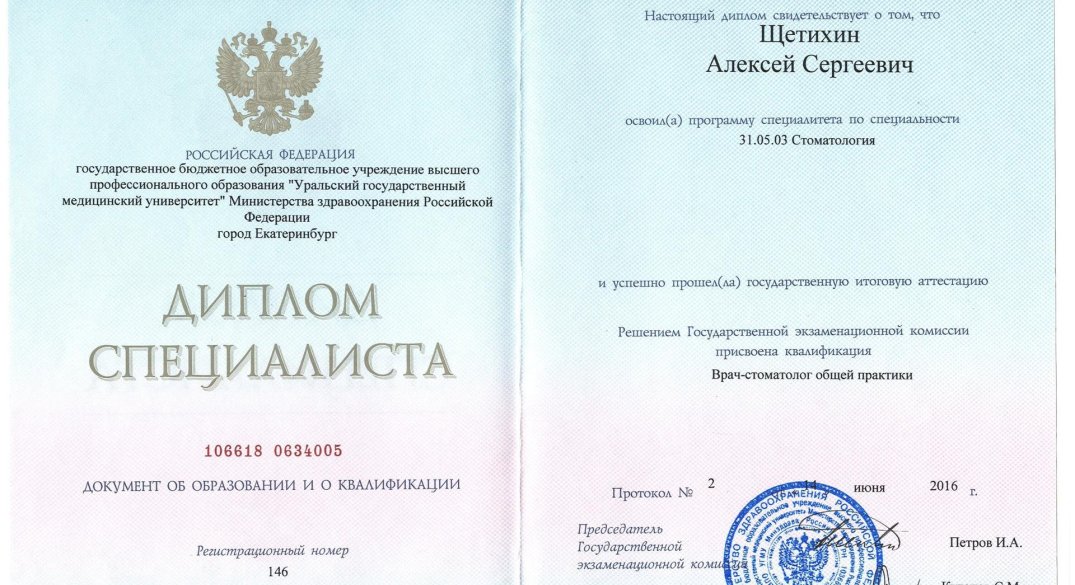 РОССИЙСКАЯ ФЕДЕРАЦИЯ
государственное бюджетное образовательное учреждение высшего
профессионального образования "Уральский государственный
медицинский университет" Министерства здравоохранения Российской
Федерации
город Екатеринбург
ДИПЛОМ
СПЕЦИАЛИСТА
106618 0634005
ДОКУМЕНТ ОБ ОБРАЗОВАНИИ И О КВАЛИФИКАЦИИ
Регистрационный номер
146
Настоящий диплом свидетельствует о том, что
Щетихин
Алексей Сергеевич
освоил(а) программу специалитета по специальности
31.05.03 Стоматология
и успешно прошел(ла) государственную итоговую аттестацию
Решением Государственной экзаменационной комиссии
присвоена квалификация
Врач-стоматолог общей практики
Протокол № 2 14 июня 2016 г.
Председатель
Государственной
экзаменационной комиссии
Петров И.А.